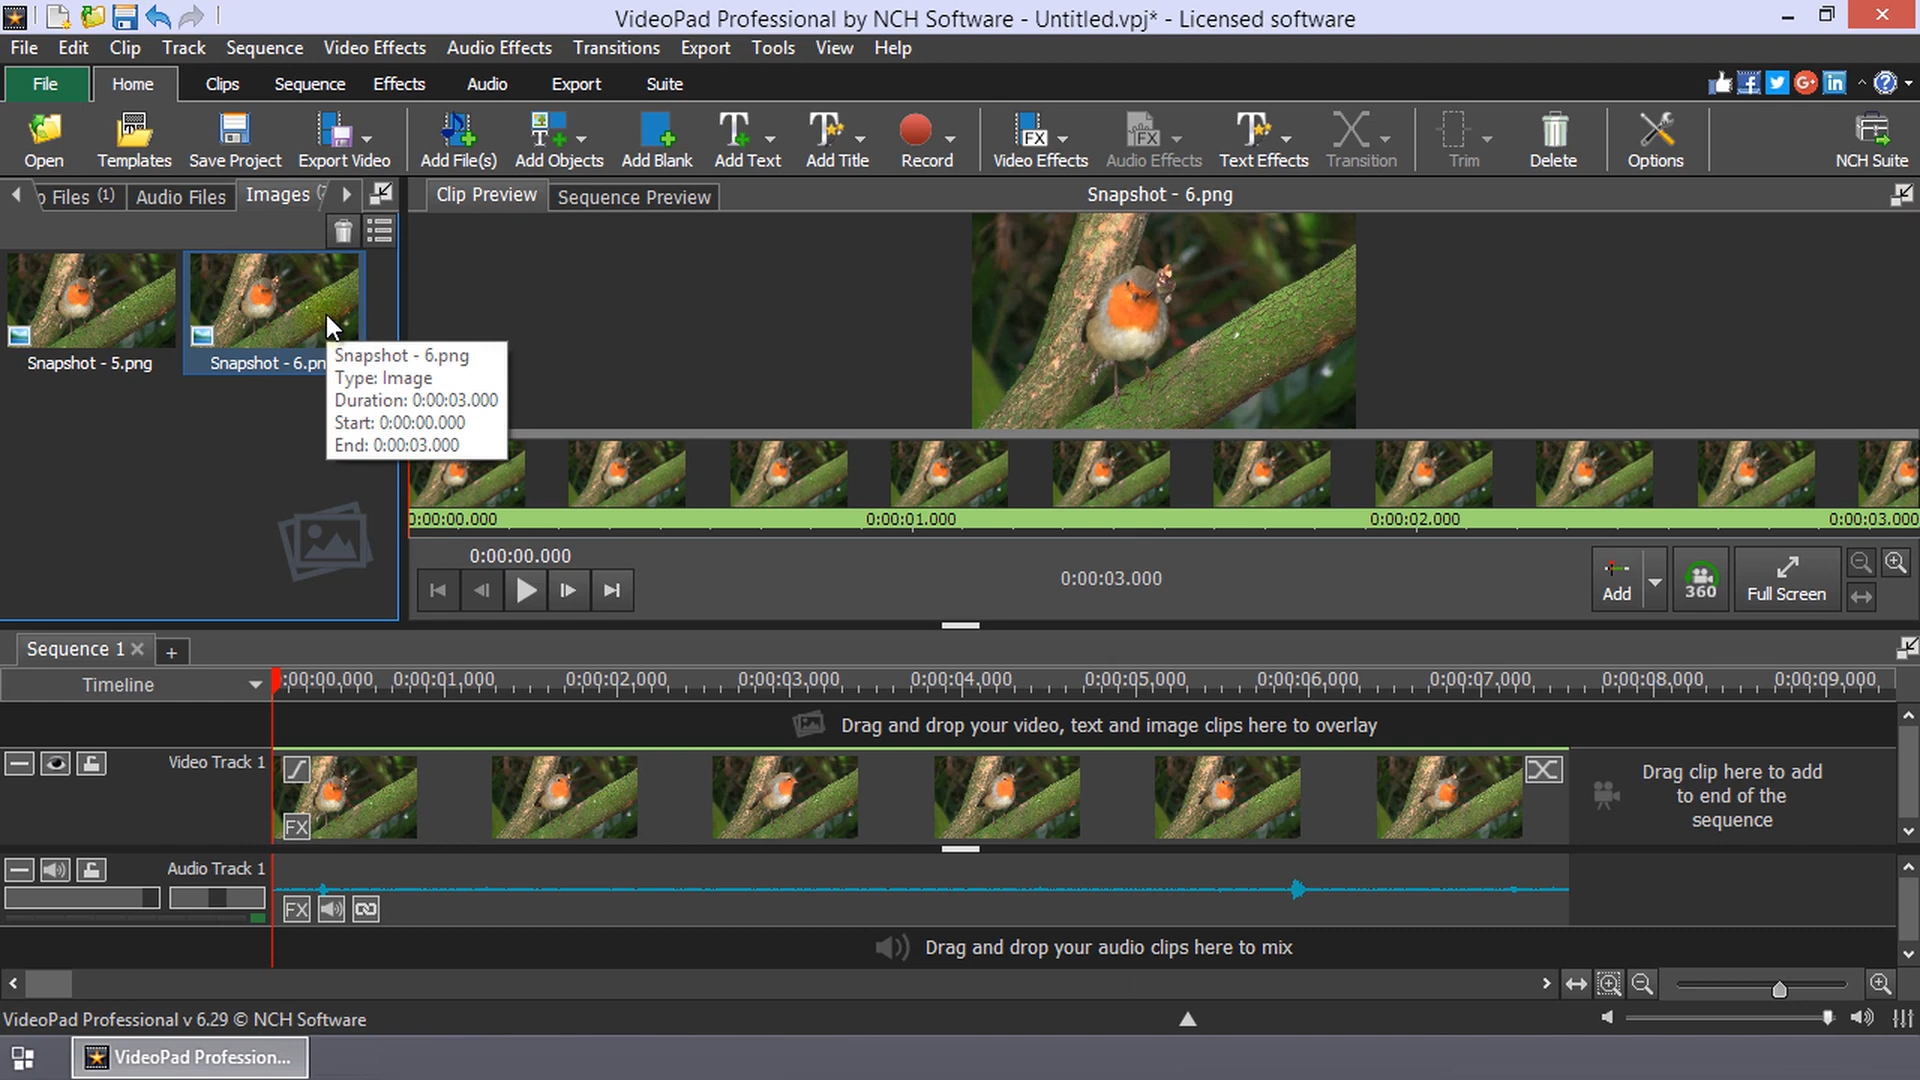 VideoPad Professional by NCH Software - Untitled.vpj* - Licensed software
File Edit Clip Track Sequence Video Effects Audio Effects Transitions Export Tools View Help
File Home Clips Sequence Effects Audio Export Suite
Open Templates Save Project Export Video Add File(s) Add Objects Add Blank Add Text Add Title Record Video Effects Audio Effects Text Effects Transition Trim Delete Options NCH Suite
Files (1) Audio Files Images Clip Preview Sequence Preview Snapshot - 6.png
Snapshot - 5.png
Snapshot - 6.pn
Snapshot - 6.png
Type: Image
Duration: 0:00:03.000
Start: 0:00:00.000
End: 0:00:03.000
0:00:00.000 0:00:01.000 0:00:02.000 0:00:03.000
0:00:00.000
0:00:03.000
Add 360 Full Screen
Sequence 1 +
Timeline :00:00,000 0:00:01,000 0:00:02,000 0:00:03,000 0:00:04,000 0:00:05,000 0:00:06,000 0:00:07,000 0:00:08,000 0:00:09,000
Drag and drop your video, text and image clips here to overlay
Video Track 1
FX
Drag clip here to add
to end of the
sequence
Audio Track 1
FX
Drag and drop your audio clips here to mix
VideoPad Professional v 6.29 © NCH Software
VideoPad Profession...